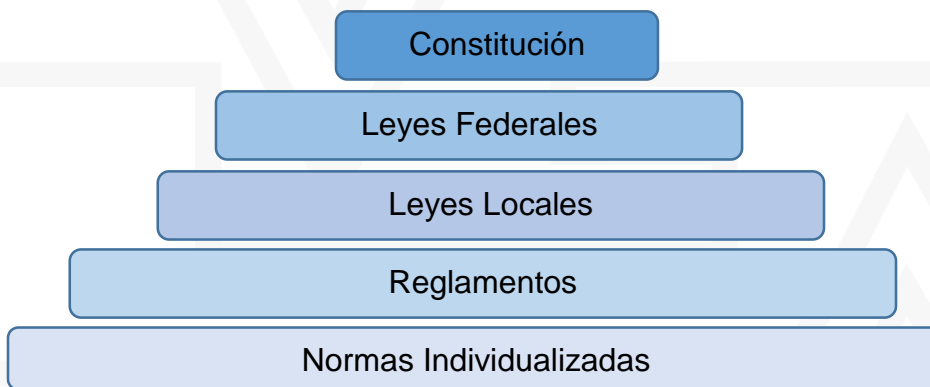 Constitución
Leyes Federales
Leyes Locales
Reglamentos
Normas Individualizadas